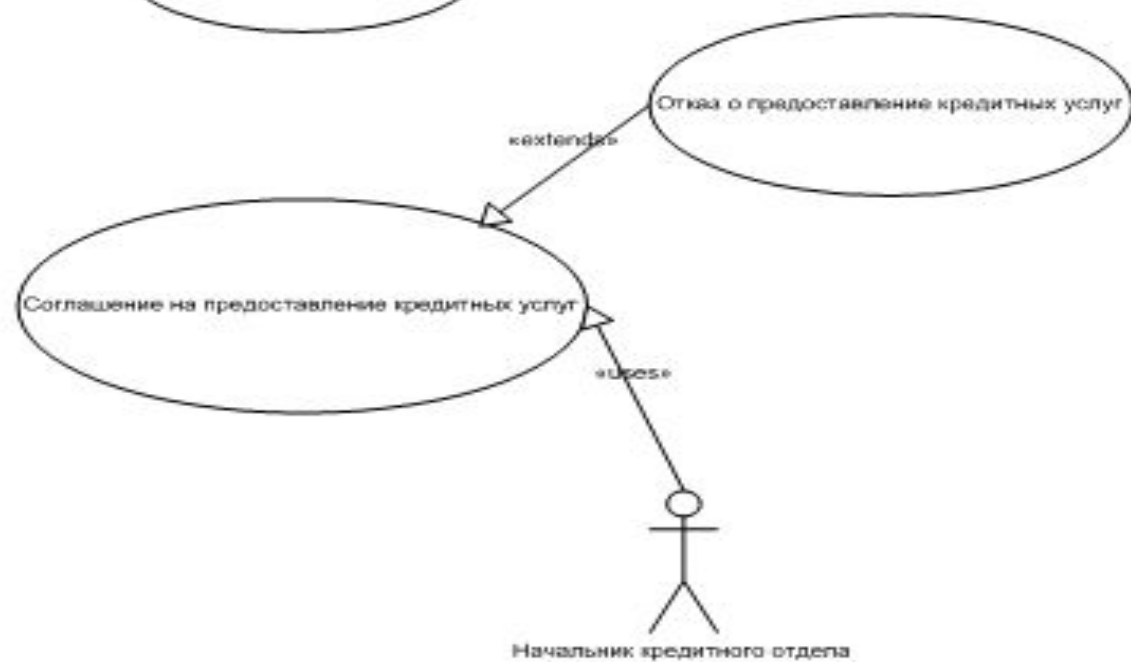 Отказ о предоставление кредитных услуг
«extends»
Соглашение на предоставление кредитных услуг
«uses»
Начальник кредитного отдела